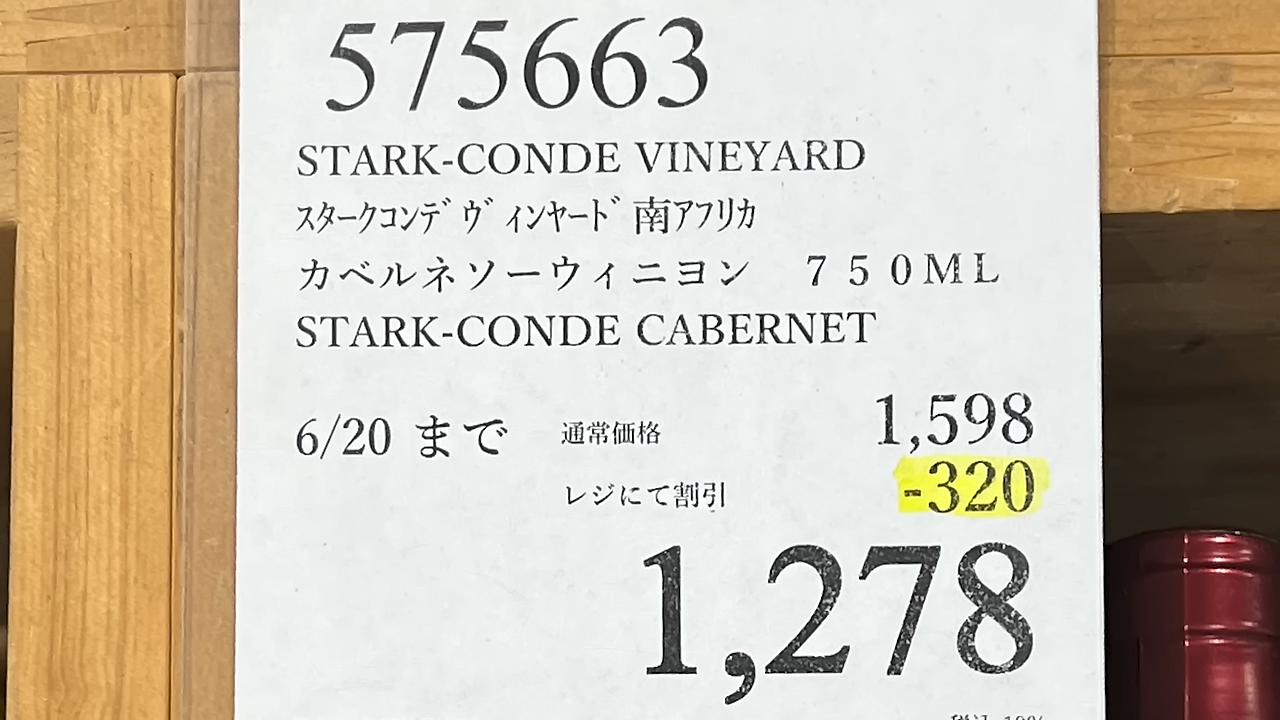 575663
STARK-CONDE VINEYARD
ｽﾀｰｸｺﾝﾃﾞ ｳﾞｨﾝﾔｰﾄﾞ 南ｱﾌﾘｶ
カベルネソーウィニヨン　７５０ＭＬ
STARK-CONDE CABERNET
6/20 まで 通常価格 1,598
レジにて割引 -320
1,278